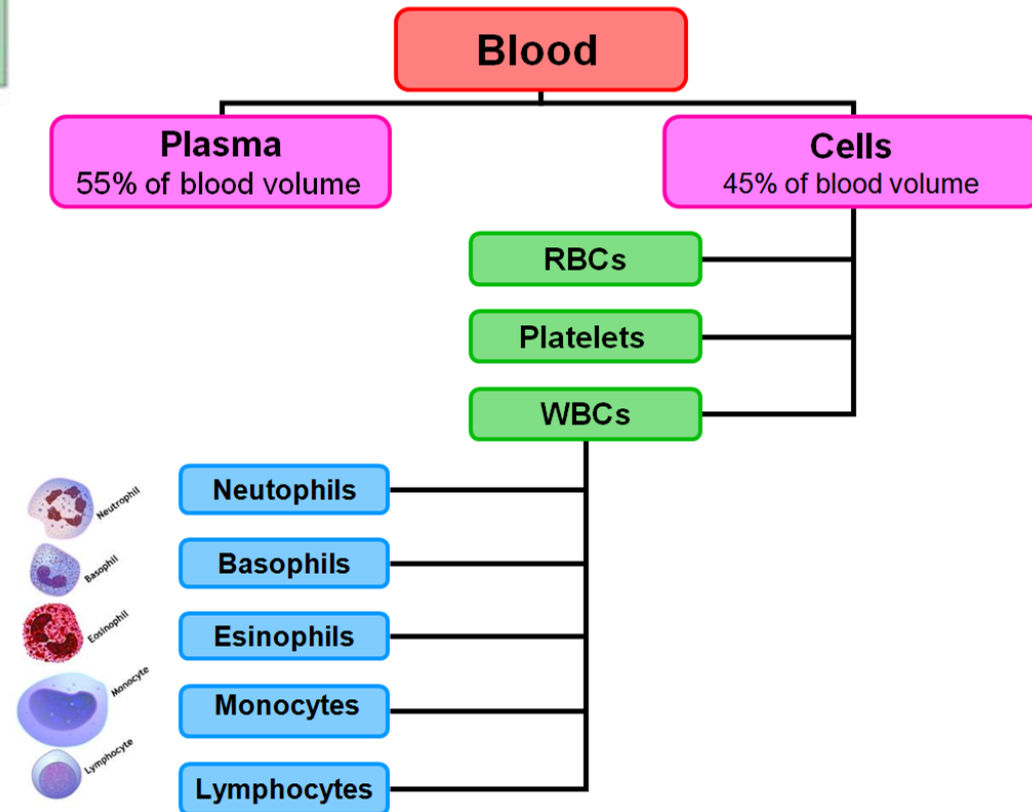 Blood
Plasma
55% of blood volume
Cells
45% of blood volume
RBCs
Platelets
WBCs
Neutophils
Neutrophil
Basophils
Basophil
Esinophils
Eosinophil
Monocytes
Monocyte
Lymphocytes
Lymphocyte